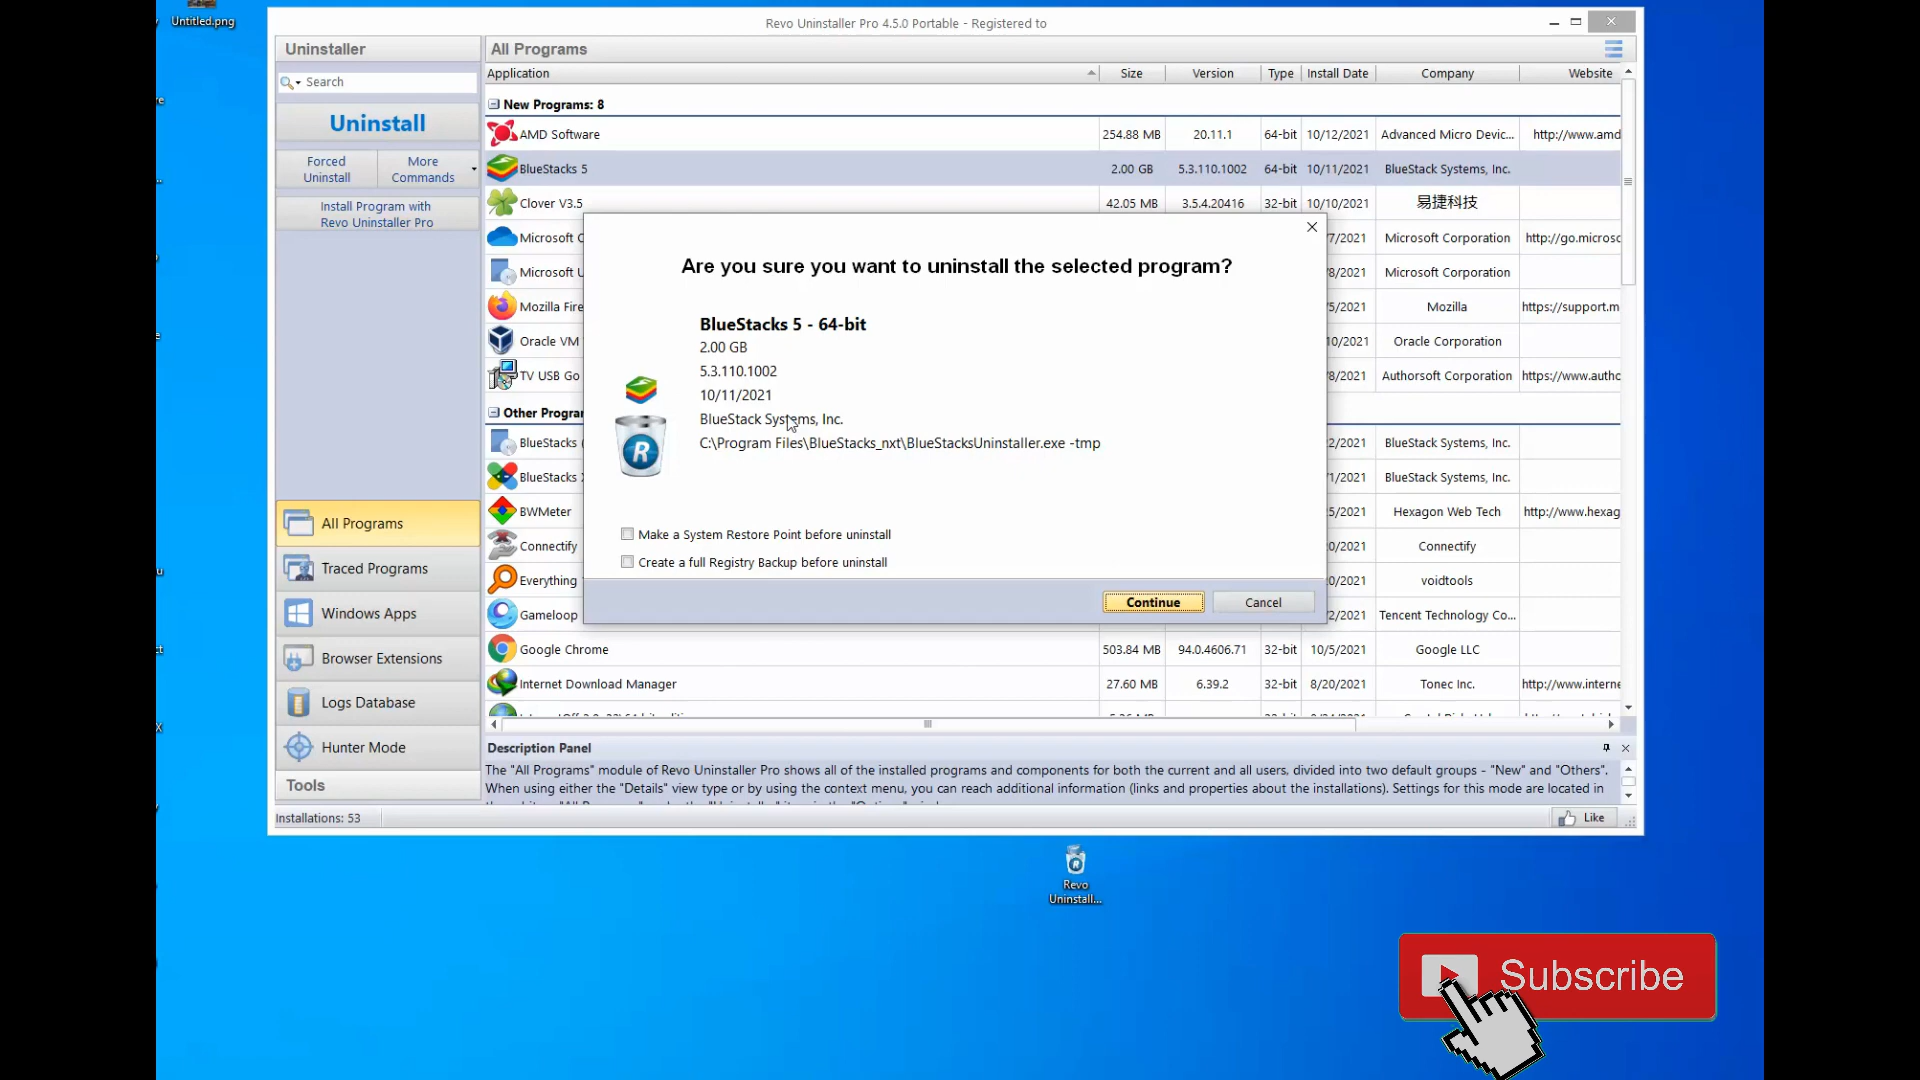 Untitled.png
Revo Uninstaller Pro 4.5.0 Portable - Registered to
Uninstaller
All Programs
Search
Application
Size
Version
Type
Install Date
Company
Website
New Programs: 8
Uninstall
AMD Software
254.88 MB
20.11.1
64-bit
10/12/2021
Advanced Micro Devic...
http://www.amd
Forced
Uninstall
More
Commands
BlueStacks 5
2.00 GB
5.3.110.1002
64-bit
10/11/2021
BlueStack Systems, Inc.
Install Program with
Revo Uninstaller Pro
Clover V3.5
42.05 MB
3.5.4.20416
32-bit
10/10/2021
易捷科技
Microsoft
7/2021
Microsoft Corporation
http://go.microsc
Microsoft
8/2021
Microsoft Corporation
Mozilla Fire
5/2021
Mozilla
https://support.m
Oracle VM
10/2021
Oracle Corporation
TV USB Go
8/2021
Authorsoft Corporation
https://www.autho
Other Progra
BlueStacks
2/2021
BlueStack Systems, Inc.
BlueStacks
1/2021
BlueStack Systems, Inc.
BWMeter
5/2021
Hexagon Web Tech
http://www.hexag
Connectify
0/2021
Connectify
Everything
0/2021
voidtools
Gameloop
2/2021
Tencent Technology Co...
Google Chrome
503.84 MB
94.0.4606.71
32-bit
10/5/2021
Google LLC
Internet Download Manager
27.60 MB
6.39.2
32-bit
8/20/2021
Tonec Inc.
http://www.interne
Are you sure you want to uninstall the selected program?
BlueStacks 5 - 64-bit
2.00 GB
5.3.110.1002
10/11/2021
BlueStack Systems, Inc.
C:\Program Files\BlueStacks_nxt\BlueStacksUninstaller.exe -tmp
Make a System Restore Point before uninstall
Create a full Registry Backup before uninstall
Continue
Cancel
All Programs
Traced Programs
Windows Apps
Browser Extensions
Logs Database
Hunter Mode
Tools
Description Panel
The "All Programs" module of Revo Uninstaller Pro shows all of the installed programs and components for both the current and all users, divided into two default groups - "New" and "Others".
When using either the "Details" view type or by using the context menu, you can reach additional information (links and properties about the installations). Settings for this mode are located in
Installations: 53
Like
Revo
Uninstall...
Subscribe